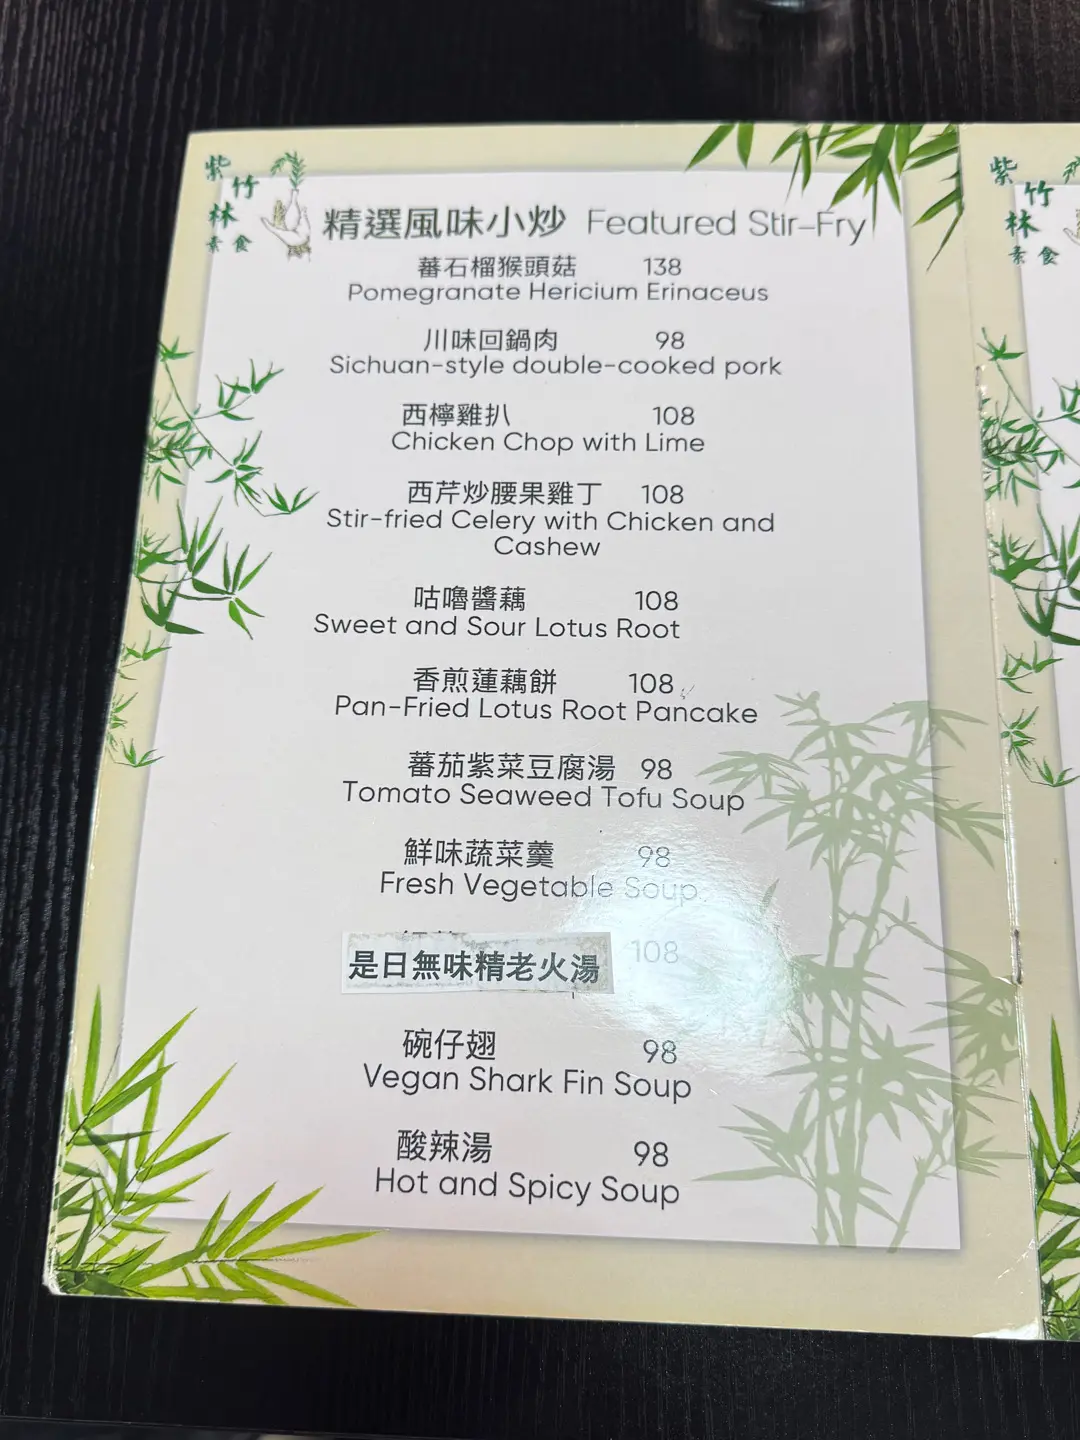 紫竹林
素食
精選風味小炒 Featured Stir-Fry
蕃石榴猴頭菇 138
Pomegranate Hericium Erinaceus
川味回鍋肉 98
Sichuan-style double-cooked pork
西檸雞扒 108
Chicken Chop with Lime
西芹炒腰果雞丁 108
Stir-fried Celery with Chicken and
Cashew
咕嚕醬藕 108
Sweet and Sour Lotus Root
香煎蓮藕餅 108
Pan-Fried Lotus Root Pancake
蕃茄紫菜豆腐湯 98
Tomato Seaweed Tofu Soup
鮮味蔬菜羹 98
Fresh Vegetable Soup
是日無味精老火湯 108
碗仔翅 98
Vegan Shark Fin Soup
酸辣湯 98
Hot and Spicy Soup
紫竹林
素食